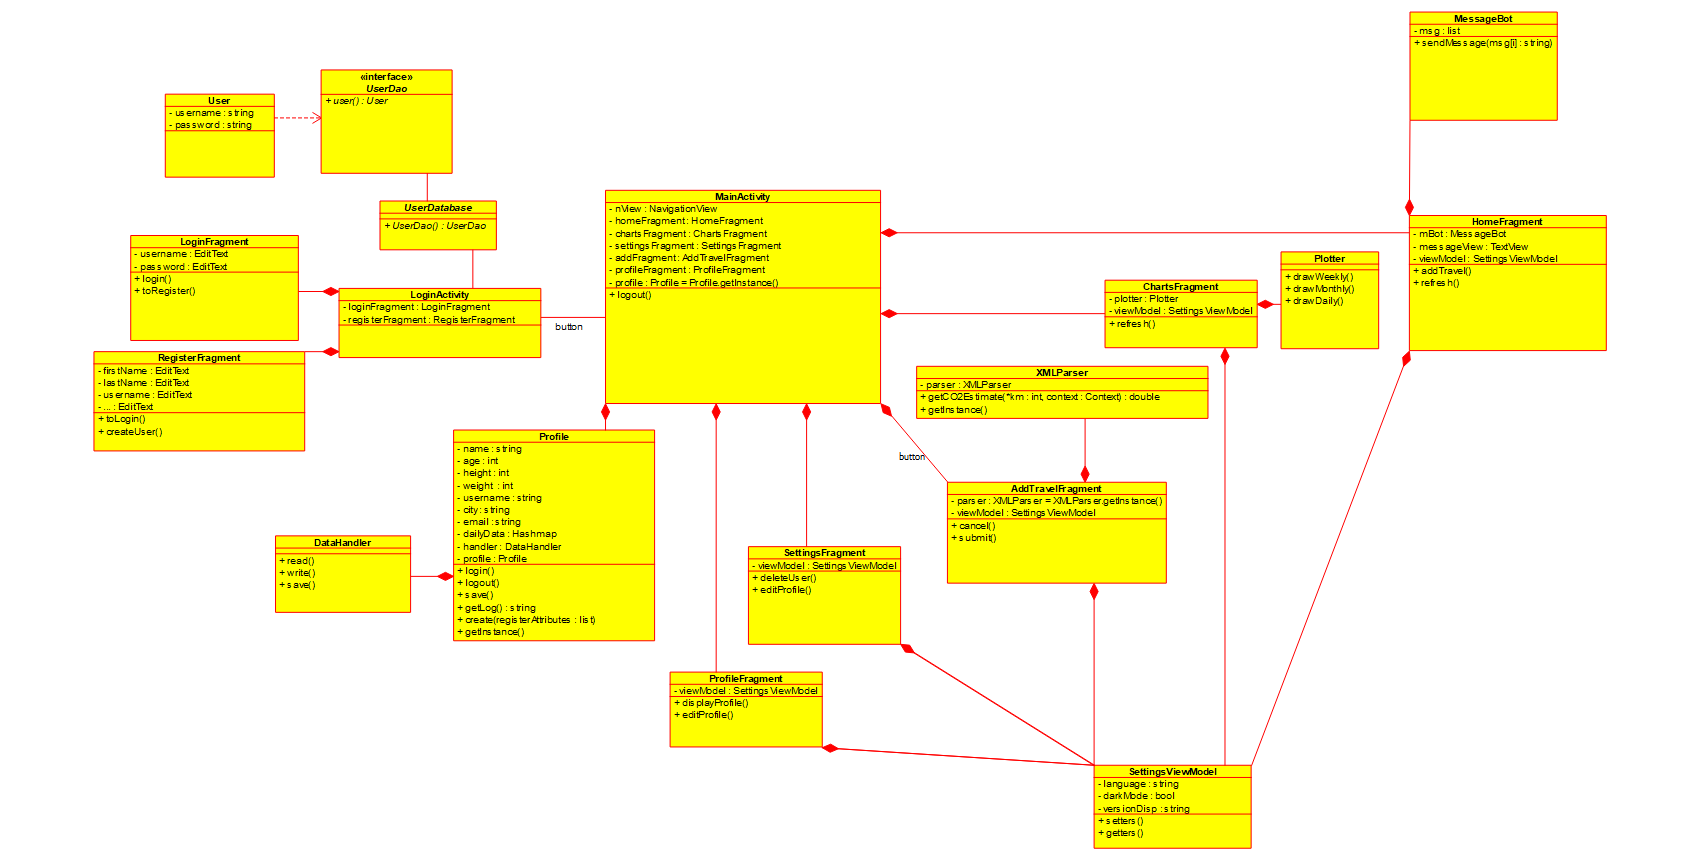 MessageBot
- msg : list
+ sendMessage(msg[i] : string)
«interface»
UserDao
+ user() : User
User
- username : string
- password : string
UserDatabase
+ UserDao() : UserDao
MainActivity
- nView : NavigationView
- homeFragment : HomeFragment
- chartsFragment : ChartsFragment
- settingsFragment : SettingsFragment
- addFragment : AddTravelFragment
- profileFragment : ProfileFragment
- profile : Profile = Profile.getInstance()
+ logout()
HomeFragment
- mBot : MessageBot
- messageView : TextView
- viewModel : SettingsViewModel
+ addTravel()
+ refresh()
LoginFragment
- username : EditText
- password : EditText
+ login()
+ toRegister()
Plotter
+ drawWeekly()
+ drawMonthly()
+ drawDaily()
ChartsFragment
- plotter : Plotter
- viewModel : SettingsViewModel
+ refresh()
LoginActivity
- loginFragment : LoginFragment
- registerFragment : RegisterFragment
button
RegisterFragment
- firstName : EditText
- lastName : EditText
- username : EditText
- ... : EditText
+ toLogin()
+ createUser()
XMLParser
- parser : XMLParser
+ getCO2Estimate(*km : int, context : Context) : double
+ getInstance()
Profile
- name : string
- age : int
- height : int
- weight : int
- username : string
- city : string
- email : string
- dailyData : Hashmap
- handler : DataHandler
- profile : Profile
+ login()
+ logout()
+ save()
+ getLog() : string
+ create(registerAttributes : list)
+ getInstance()
button
AddTravelFragment
- parser : XMLParser = XMLParser.getInstance()
- viewModel : SettingsViewModel
+ cancel()
+ submit()
DataHandler
+ read()
+ write()
+ save()
SettingsFragment
- viewModel : SettingsViewModel
+ deleteUser()
+ editProfile()
ProfileFragment
- viewModel : SettingsViewModel
+ displayProfile()
+ editProfile()
SettingsViewModel
- language : string
- darkMode : bool
- versionDisp : string
+ setters()
+ getters()